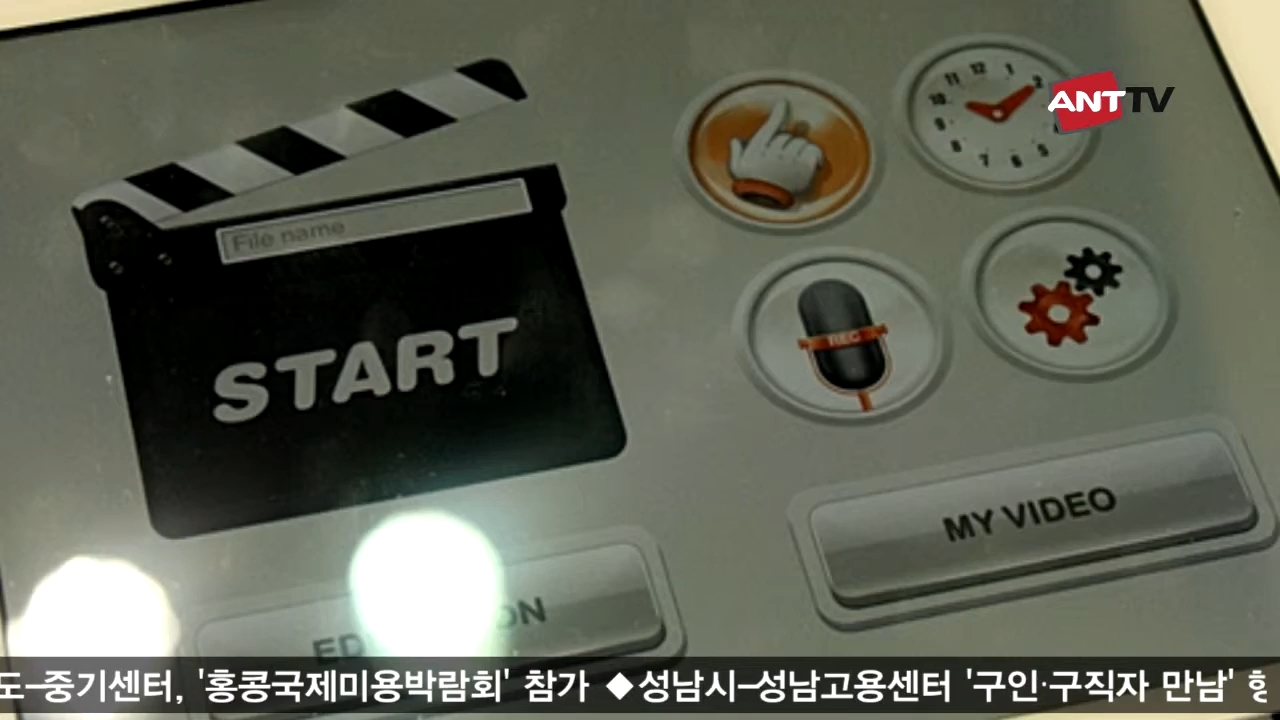 ANT TV
File name
START
REC
MY VIDEO
도-중기센터, '홍콩국제미용박람회' 참가 ◆성남시-성남고용센터 '구인·구직자 만남'